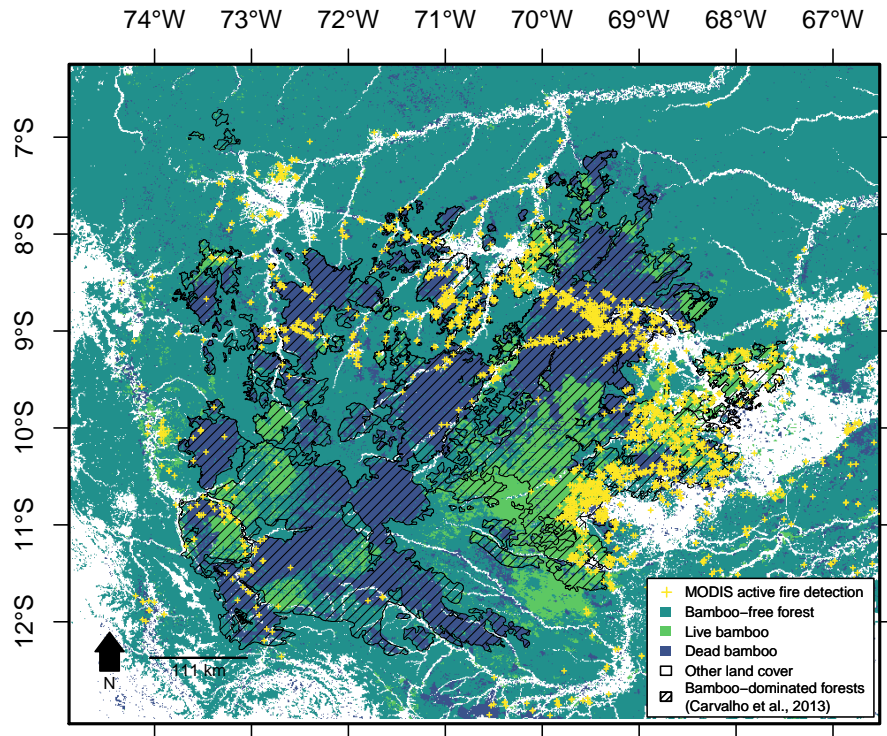 74°W 73°W 72°W 71°W 70°W 69°W 68°W 67°W
7°S
8°S
9°S
10°S
11°S
12°S
MODIS active fire detection
Bamboo−free forest
Live bamboo
Dead bamboo
Other land cover
Bamboo−dominated forests
(Carvalho et al., 2013)
111 km
N